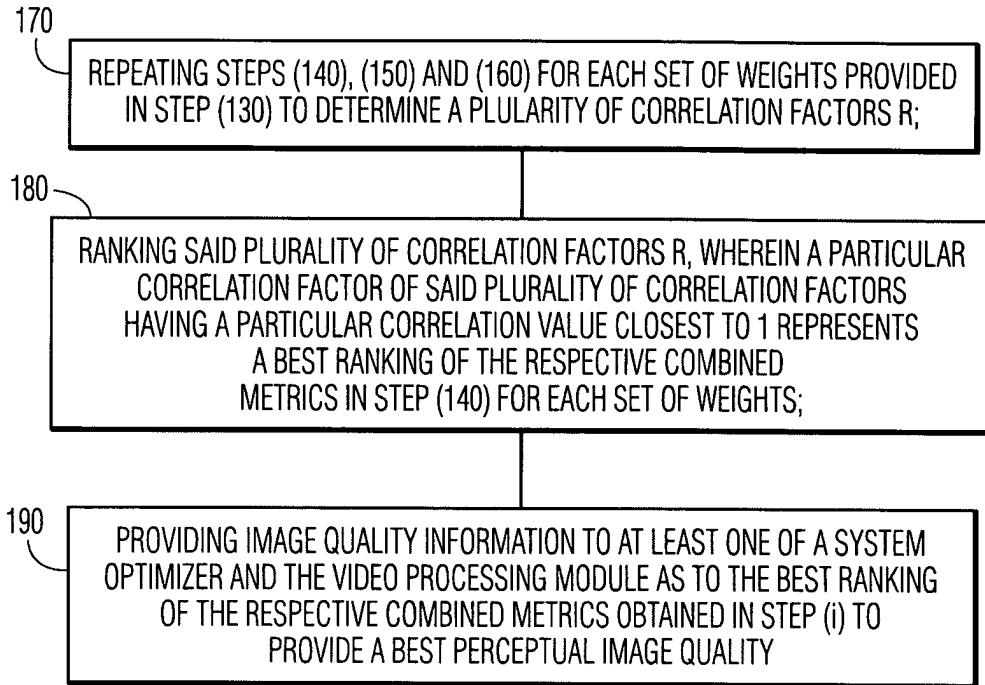 170
REPEATING STEPS (140), (150) AND (160) FOR EACH SET OF WEIGHTS PROVIDED
IN STEP (130) TO DETERMINE A PLULARITY OF CORRELATION FACTORS R;
180
RANKING SAID PLURALITY OF CORRELATION FACTORS R, WHEREIN A PARTICULAR
CORRELATION FACTOR OF SAID PLURALITY OF CORRELATION FACTORS
HAVING A PARTICULAR CORRELATION VALUE CLOSEST TO 1 REPRESENTS
A BEST RANKING OF THE RESPECTIVE COMBINED
METRICS IN STEP (140) FOR EACH SET OF WEIGHTS;
190
PROVIDING IMAGE QUALITY INFORMATION TO AT LEAST ONE OF A SYSTEM
OPTIMIZER AND THE VIDEO PROCESSING MODULE AS TO THE BEST RANKING
OF THE RESPECTIVE COMBINED METRICS OBTAINED IN STEP (i) TO
PROVIDE A BEST PERCEPTUAL IMAGE QUALITY